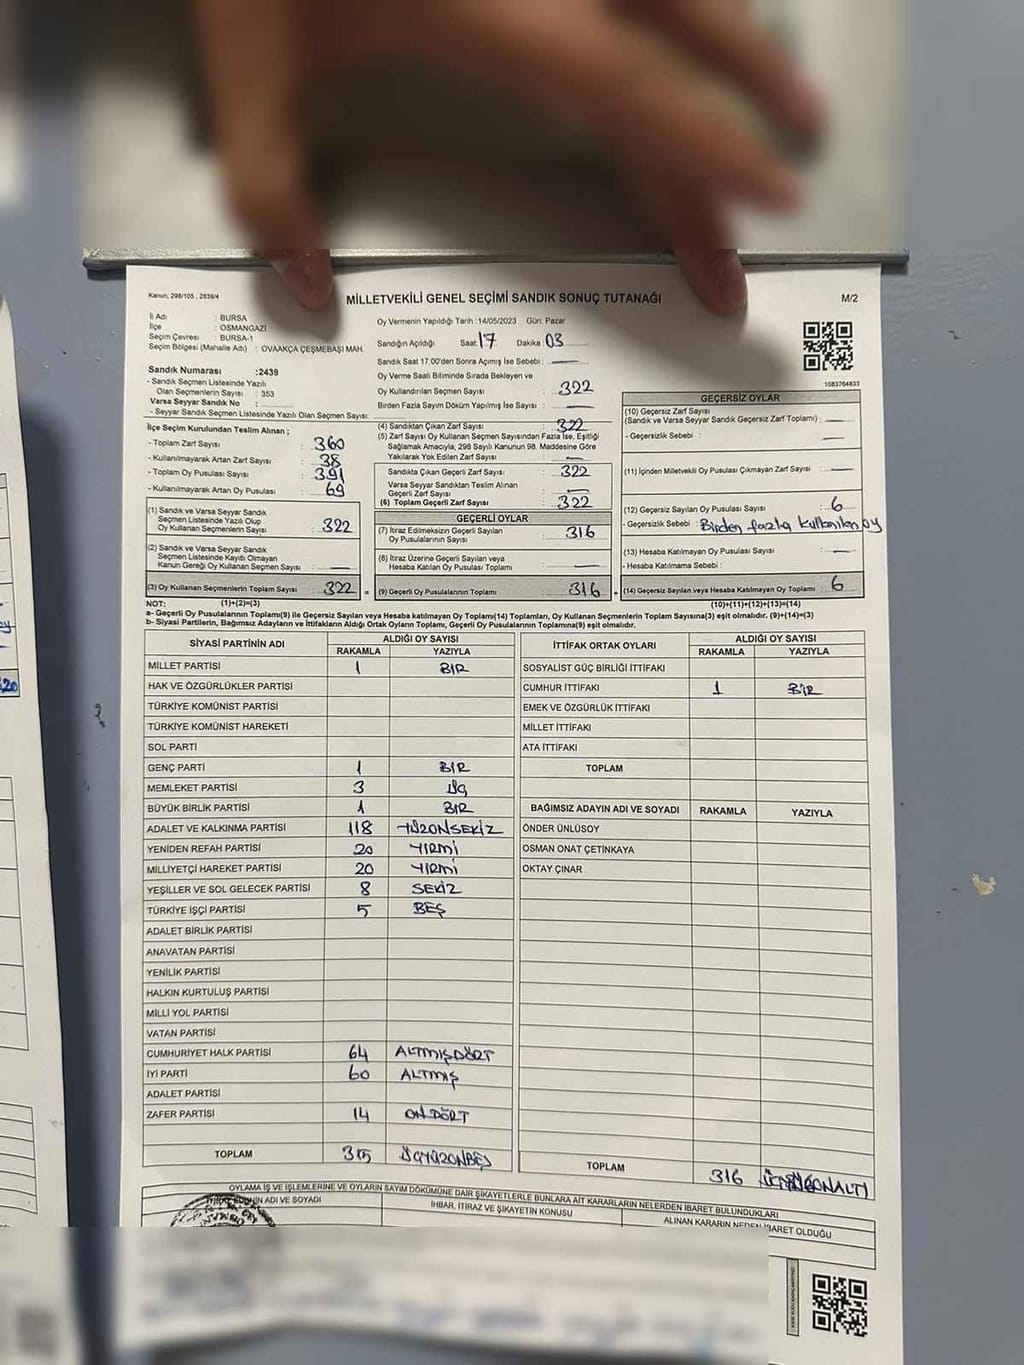 Kanun; 298/105 , 2839/4
MİLLETVEKİLİ GENEL SEÇİMİ SANDIK SONUÇ TUTANAĞI
M/2
İl Adı : BURSA
İlçe : OSMANGAZİ
Seçim Çevresi : BURSA-1
Seçim Bölgesi (Mahalle Adı) : OVAAKÇA ÇEŞMEBAŞI MAH.
Sandık Numarası :2439
- Sandık Seçmen Listesinde Yazılı
Olan Seçmenlerin Sayısı : 353
Varsa Seyyar Sandık No :
- Seyyar Sandık Seçmen Listesinde Yazılı Olan Seçmen Sayısı:
İlçe Seçim Kurulundan Teslim Alınan ;
- Toplam Zarf Sayısı : 360
- Kullanılmayarak Artan Zarf Sayısı : 38
- Toplam Oy Pusulası Sayısı : 391
- Kullanılmayarak Artan Oy Pusulası : 69
(1) Sandık ve Varsa Seyyar Sandık
Seçmen Listesinde Yazılı Olup
Oy Kullanan Seçmenlerin Sayısı : 322
(2) Sandık ve Varsa Seyyar Sandık
Seçmen Listesinde Kayıtlı Olmayan
Kanun Gereği Oy Kullanan Seçmen Sayısı : —
(3) Oy Kullanan Seçmenlerin Toplam Sayısı : 322
Oy Vermenin Yapıldığı Tarih :14/05/2023 Gün: Pazar
Sandığın Açıldığı Saat: 17 Dakika : 03
Sandık Saat 17:00'den Sonra Açımış İse Sebebi : —
Oy Verme Saati Bitiminde Sırada Bekleyen ve
Oy Kullandırılan Seçmen Sayısı : 322
Birden Fazla Sayım Döküm Yapılmış İse Sayısı : —
(4) Sandıktan Çıkan Zarf Sayısı : 322
(5) Zarf Sayısı Oy Kullanan Seçmen Sayısından Fazla İse, Eşitliği
Sağlamak Amacıyla, 298 Sayılı Kanunun 98. Maddesine Göre
Yakılarak Yok Edilen Zarf Sayısı : —
Sandıkta Çıkan Geçerli Zarf Sayısı : 322
Varsa Seyyar Sandıktan Teslim Alınan
Geçerli Zarf Sayısı : —
(6) Toplam Geçerli Zarf Sayısı : 322
GEÇERLİ OYLAR
(7) İtiraz Edilmeksizin Geçerli Sayılan
Oy Pusulalarının Sayısı : 316
(8) İtiraz Üzerine Geçerli Sayılan veya
Hesaba Katılan Oy Pusulası Toplamı : —
= (9) Geçerli Oy Pusulalarının Toplamı : 316
1083764833
GEÇERSİZ OYLAR
(10) Geçersiz Zarf Sayısı
(Sandık ve Varsa Seyyar Sandık Geçersiz Zarf Toplamı) : —
- Geçersizlik Sebebi : —
(11) İçinden Milletvekili Oy Pusulası Çıkmayan Zarf Sayısı : —
(12) Geçersiz Sayılan Oy Pusulası Sayısı : 6
- Geçersizlik Sebebi : Birden fazla kullanılan oy
(13) Hesaba Katılmayan Oy Pusulası Sayısı : —
- Hesaba Katılmama Sebebi :
(14) Geçersiz Sayılan veya Hesaba Katılmayan Oy Toplamı : 6
NOT: (1)+(2)=(3)
(10)+(11)+(12)+(13)=(14)
a- Geçerli Oy Pusulalarının Toplamı(9) ile Geçersiz Sayılan veya Hesaba katılmayan Oy Toplamı(14) Toplamları, Oy Kullanan Seçmenlerin Toplam Sayısına(3) eşit olmalıdır. (9)+(14)=(3)
b- Siyasi Partilerin, Bağımsız Adayların ve İttifakların Aldığı Ortak Oyların Toplamı, Geçerli Oy Pusulalarının Toplamına(9) eşit olmalıdır.
SİYASİ PARTİNİN ADI ALDIĞI OY SAYISI
RAKAMLA YAZIYLA
MİLLET PARTİSİ 1 BİR
HAK VE ÖZGÜRLÜKLER PARTİSİ
TÜRKİYE KOMÜNİST PARTİSİ
TÜRKİYE KOMÜNİST HAREKETİ
SOL PARTİ
GENÇ PARTİ 1 BİR
MEMLEKET PARTİSİ 3 ÜÇ
BÜYÜK BİRLİK PARTİSİ 1 BİR
ADALET VE KALKINMA PARTİSİ 118 YÜZONSEKİZ
YENİDEN REFAH PARTİSİ 20 YİRMİ
MİLLİYETÇİ HAREKET PARTİSİ 20 YİRMİ
YEŞİLLER VE SOL GELECEK PARTİSİ 8 SEKİZ
TÜRKİYE İŞÇİ PARTİSİ 5 BEŞ
ADALET BİRLİK PARTİSİ
ANAVATAN PARTİSİ
YENİLİK PARTİSİ
HALKIN KURTULUŞ PARTİSİ
MİLLİ YOL PARTİSİ
VATAN PARTİSİ
CUMHURİYET HALK PARTİSİ 64 ALTMIŞDÖRT
İYİ PARTİ 60 ALTMIŞ
ADALET PARTİSİ
ZAFER PARTİSİ 14 ONDÖRT
TOPLAM 315 ÜÇYÜZONBEŞ
İTTİFAK ORTAK OYLARI ALDIĞI OY SAYISI
RAKAMLA YAZIYLA
SOSYALİST GÜÇ BİRLİĞİ İTTİFAKI
CUMHUR İTTİFAKI 1 BİR
EMEK VE ÖZGÜRLÜK İTTİFAKI
MİLLET İTTİFAKI
ATA İTTİFAKI
TOPLAM
BAĞIMSIZ ADAYIN ADI VE SOYADI RAKAMLA YAZIYLA
ÖNDER ÜNLÜSOY
OSMAN ONAT ÇETİNKAYA
OKTAY ÇINAR
TOPLAM 316 ÜÇYÜZONALTI
OYLAMA İŞ VE İŞLEMLERİNE VE OYLARIN SAYIM DÖKÜMÜNE DAİR ŞİKAYETLERLE BUNLARA AİT KARARLARIN NELERDEN İBARET BULUNDUKLARI
ADI VE SOYADI
İHBAR, İTİRAZ VE ŞİKAYETİN KONUSU
ALINAN KARARIN NEDEN İBARET OLDUĞU